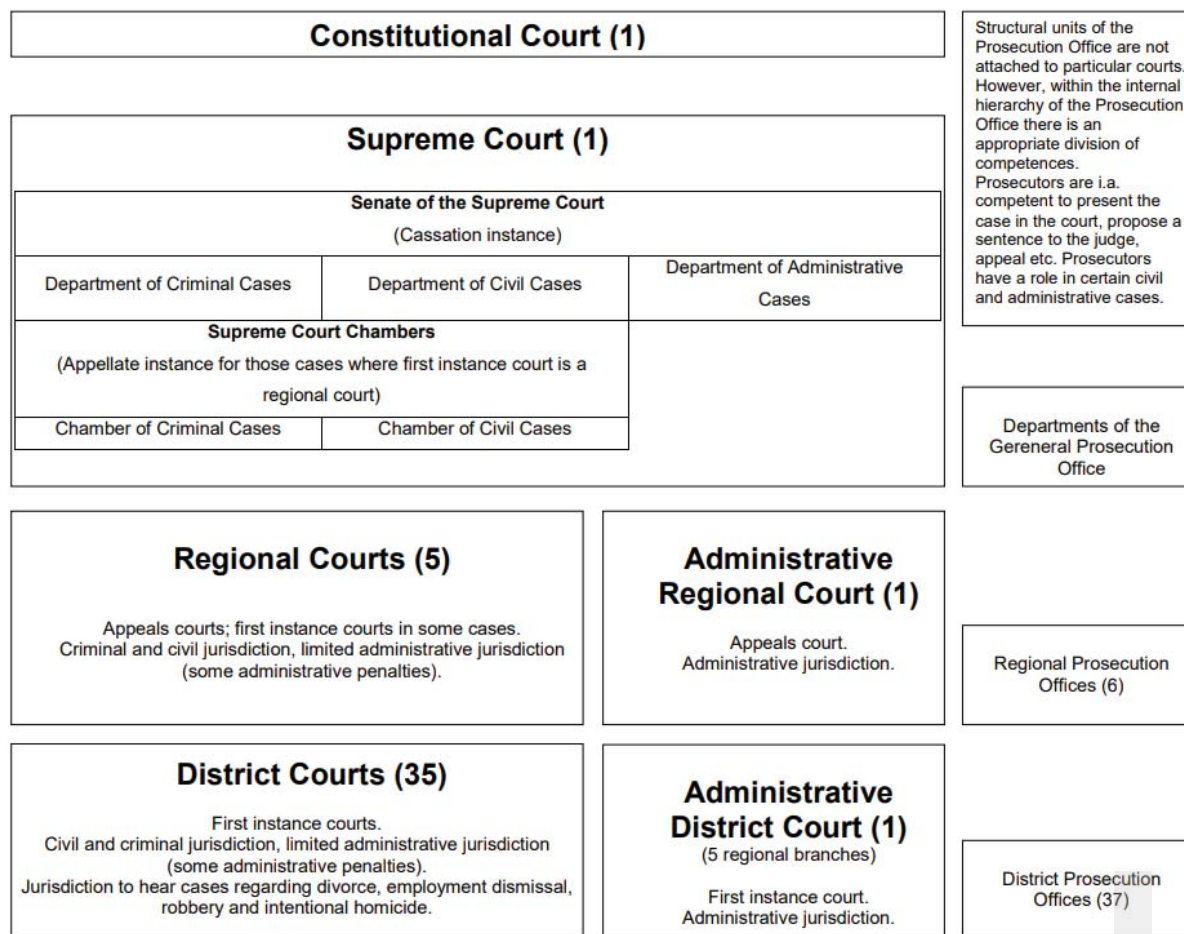 Constitutional Court (1)
Supreme Court (1)
Senate of the Supreme Court
(Cassation instance)
Department of Criminal Cases
Department of Civil Cases
Department of Administrative
Cases
Supreme Court Chambers
(Appellate instance for those cases where first instance court is a
regional court)
Chamber of Criminal Cases
Chamber of Civil Cases
Structural units of the
Prosecution Office are not
attached to particular courts.
However, within the internal
hierarchy of the Prosecution
Office there is an
appropriate division of
competences.
Prosecutors are i.a.
competent to present the
case in the court, propose a
sentence to the judge,
appeal etc. Prosecutors
have a role in certain civil
and administrative cases.
Departments of the
Gereneral Prosecution
Office
Regional Courts (5)
Appeals courts; first instance courts in some cases.
Criminal and civil jurisdiction, limited administrative jurisdiction
(some administrative penalties).
Administrative
Regional Court (1)
Appeals court.
Administrative jurisdiction.
Regional Prosecution
Offices (6)
District Courts (35)
First instance courts.
Civil and criminal jurisdiction, limited administrative jurisdiction
(some administrative penalties).
Jurisdiction to hear cases regarding divorce, employment dismissal,
robbery and intentional homicide.
Administrative
District Court (1)
(5 regional branches)
First instance court.
Administrative jurisdiction.
District Prosecution
Offices (37)